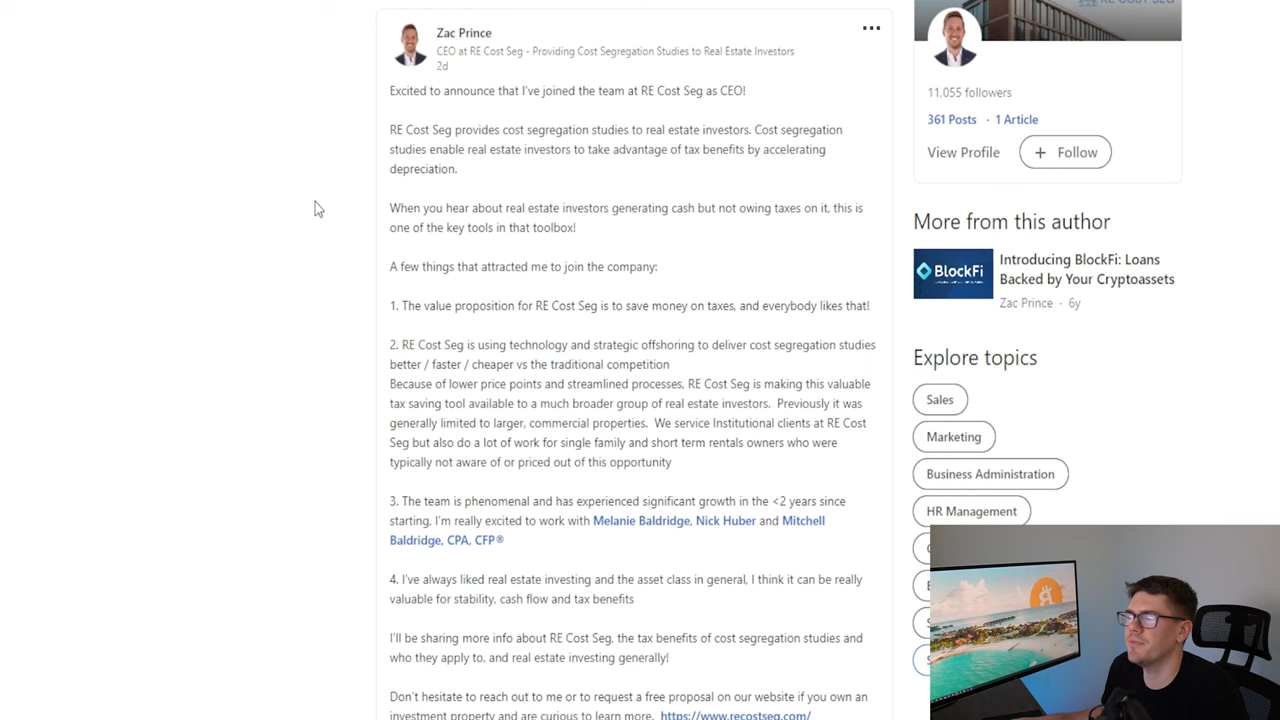 RE COST SEG
Zac Prince
CEO at RE Cost Seg - Providing Cost Segregation Studies to Real Estate Investors
2d
Excited to announce that I've joined the team at RE Cost Seg as CEO!
RE Cost Seg provides cost segregation studies to real estate investors. Cost segregation
studies enable real estate investors to take advantage of tax benefits by accelerating
depreciation.
When you hear about real estate investors generating cash but not owing taxes on it, this is
one of the key tools in that toolbox!
A few things that attracted me to join the company:
1. The value proposition for RE Cost Seg is to save money on taxes, and everybody likes that!
2. RE Cost Seg is using technology and strategic offshoring to deliver cost segregation studies
better / faster / cheaper vs the traditional competition
Because of lower price points and streamlined processes, RE Cost Seg is making this valuable
tax saving tool available to a much broader group of real estate investors.  Previously it was
generally limited to larger, commercial properties.  We service Institutional clients at RE Cost
Seg but also do a lot of work for single family and short term rentals owners who were
typically not aware of or priced out of this opportunity
3. The team is phenomenal and has experienced significant growth in the <2 years since
starting, I'm really excited to work with Melanie Baldridge, Nick Huber and Mitchell
Baldridge, CPA, CFP®
4. I've always liked real estate investing and the asset class in general, I think it can be really
valuable for stability, cash flow and tax benefits
I'll be sharing more info about RE Cost Seg, the tax benefits of cost segregation studies and
who they apply to, and real estate investing generally!
Don't hesitate to reach out to me or to request a free proposal on our website if you own an
investment property and are curious to learn more.  https://www.recostseg.com/
11,055 followers
361 Posts · 1 Article
View Profile
+ Follow
More from this author
BlockFi
Introducing BlockFi: Loans
Backed by Your Cryptoassets
Zac Prince · 6y
Explore topics
Sales
Marketing
Business Administration
HR Management